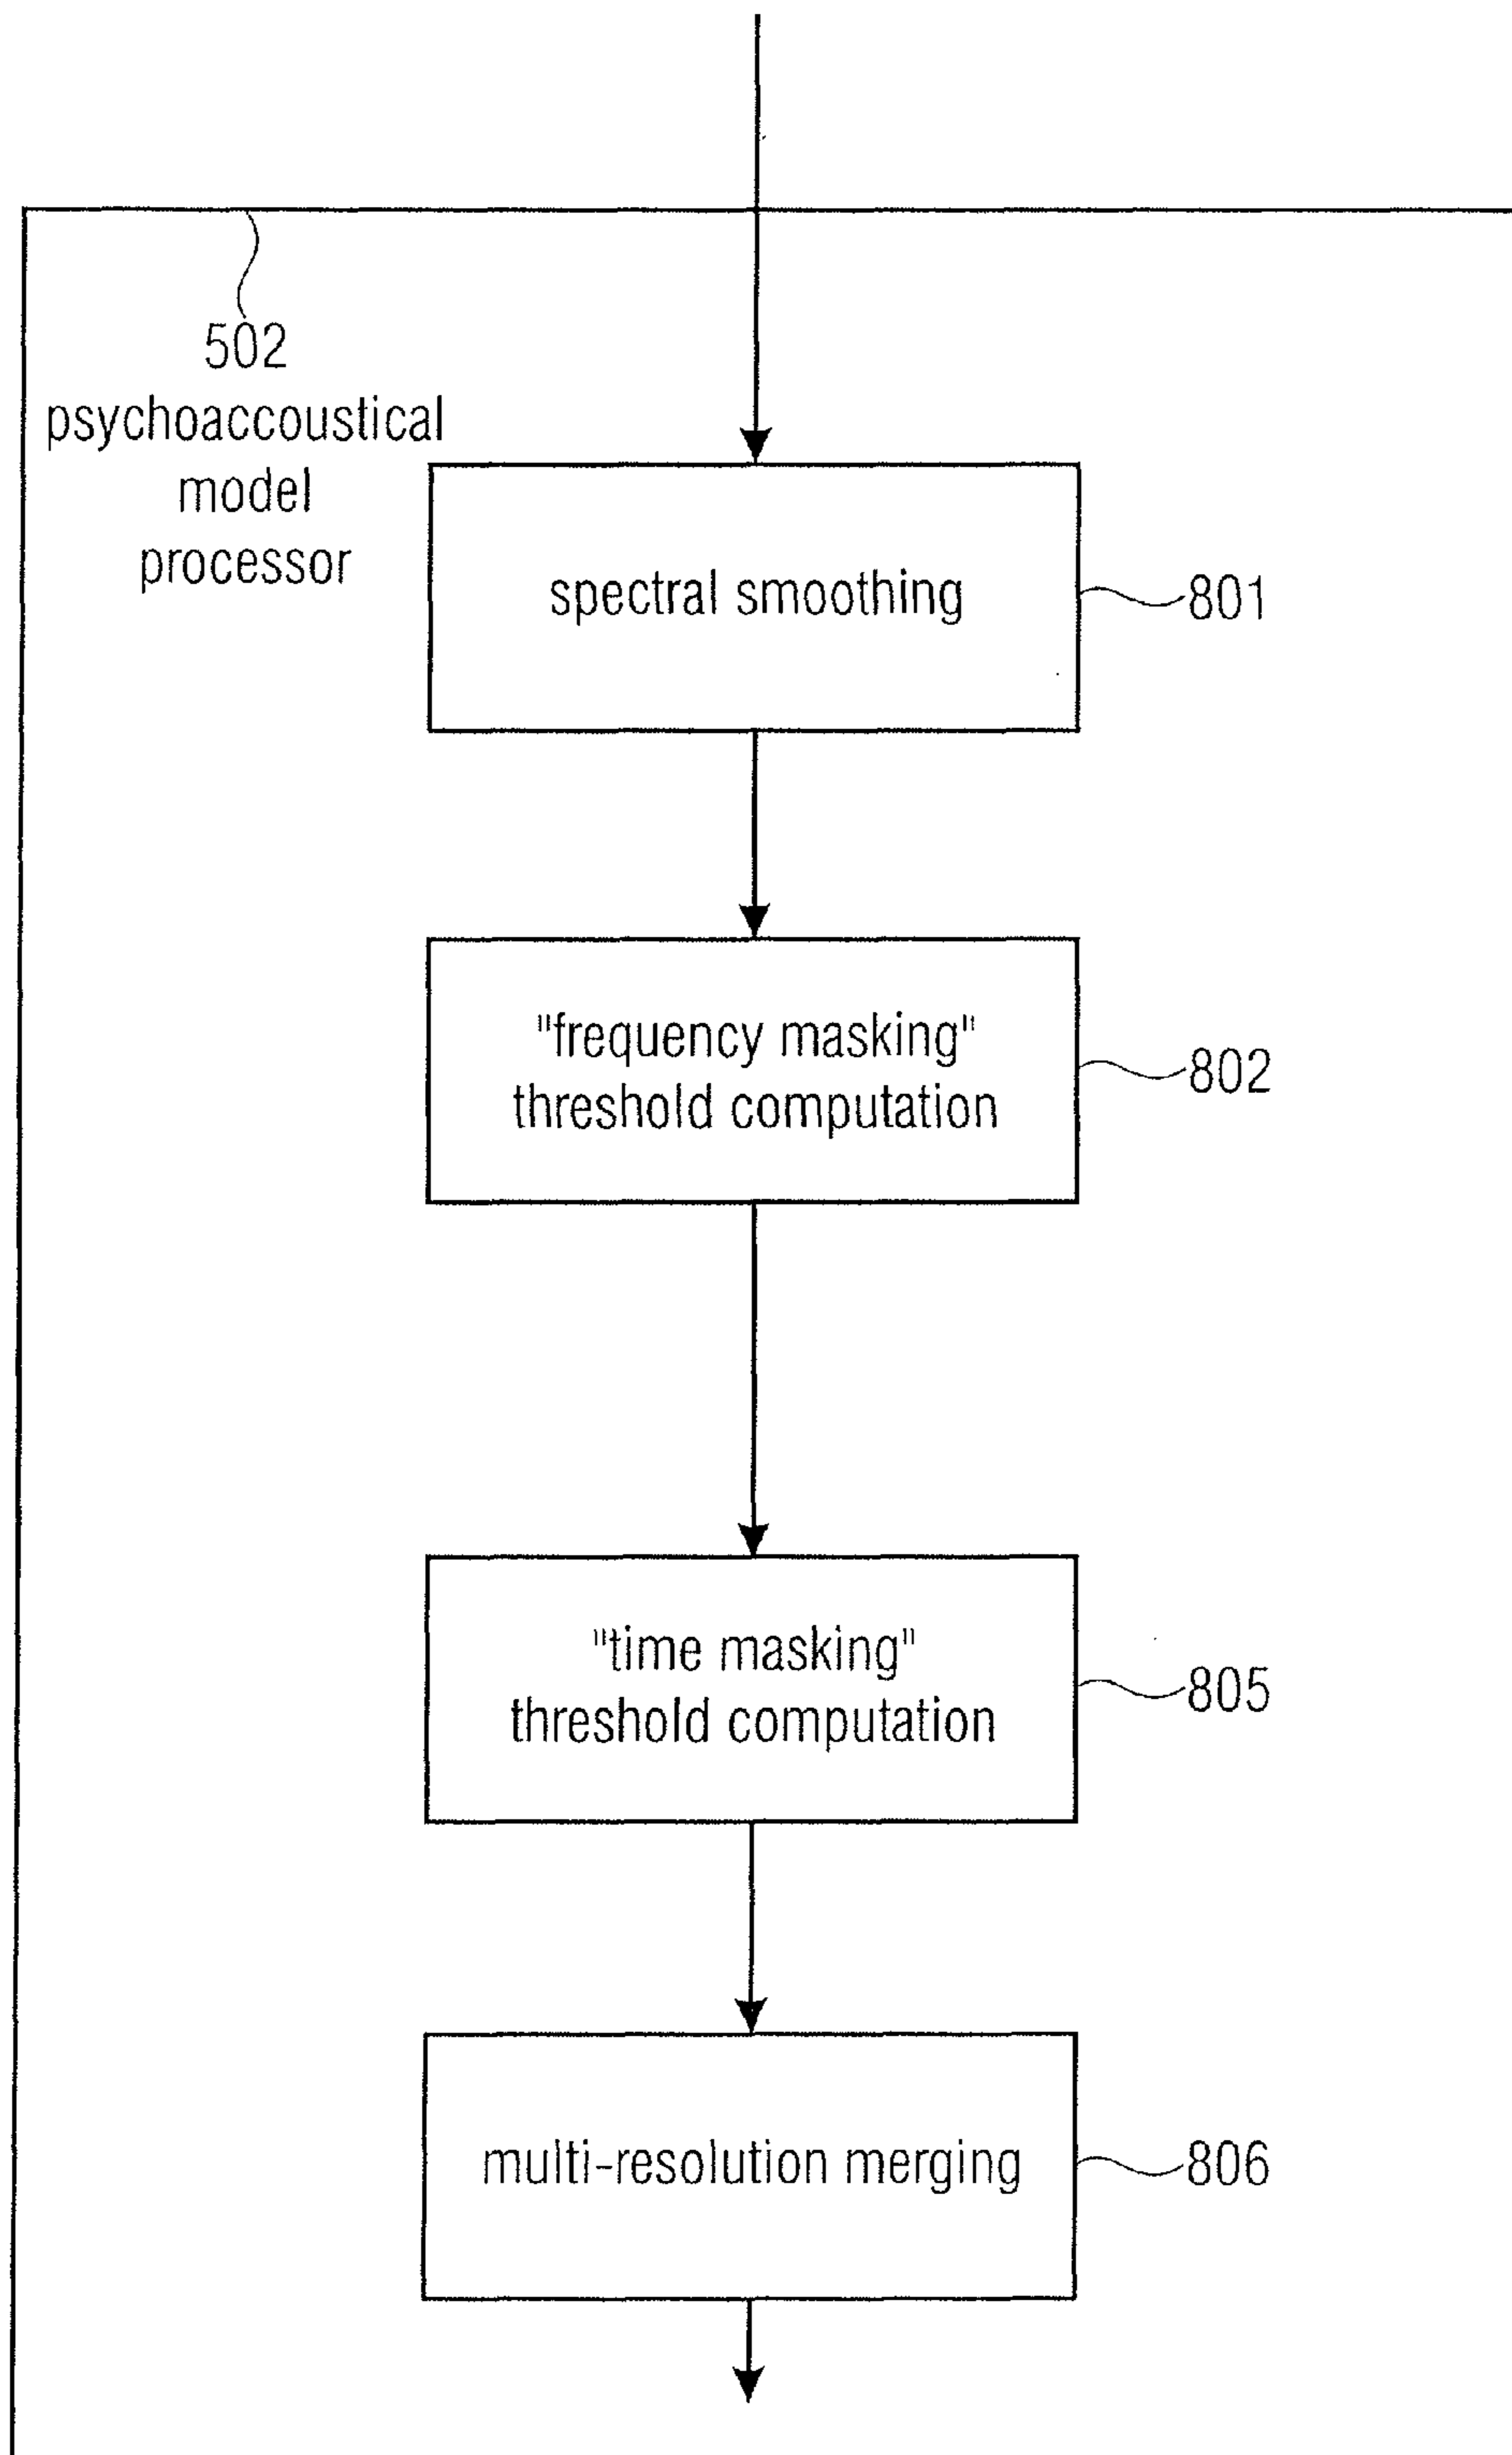 502
psychoaccoustical
model
processor
spectral smoothing
801
"frequency masking"
threshold computation
802
"time masking"
threshold computation
805
multi-resolution merging
806